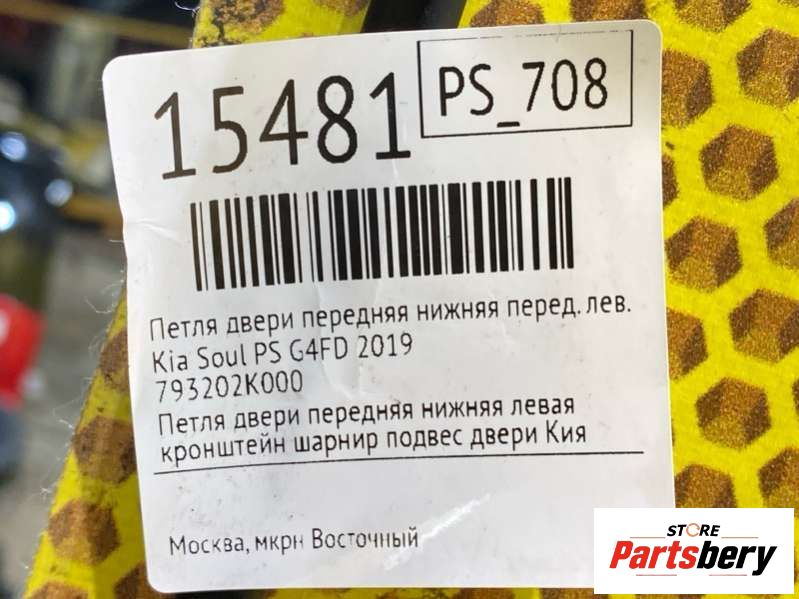 15481
PS_708
Петля двери передняя нижняя перед. лев.
Kia Soul PS G4FD 2019
793202K000
Петля двери передняя нижняя левая
кронштейн шарнир подвес двери Кия
Москва, мкрн Восточный
STORE
Partsbery